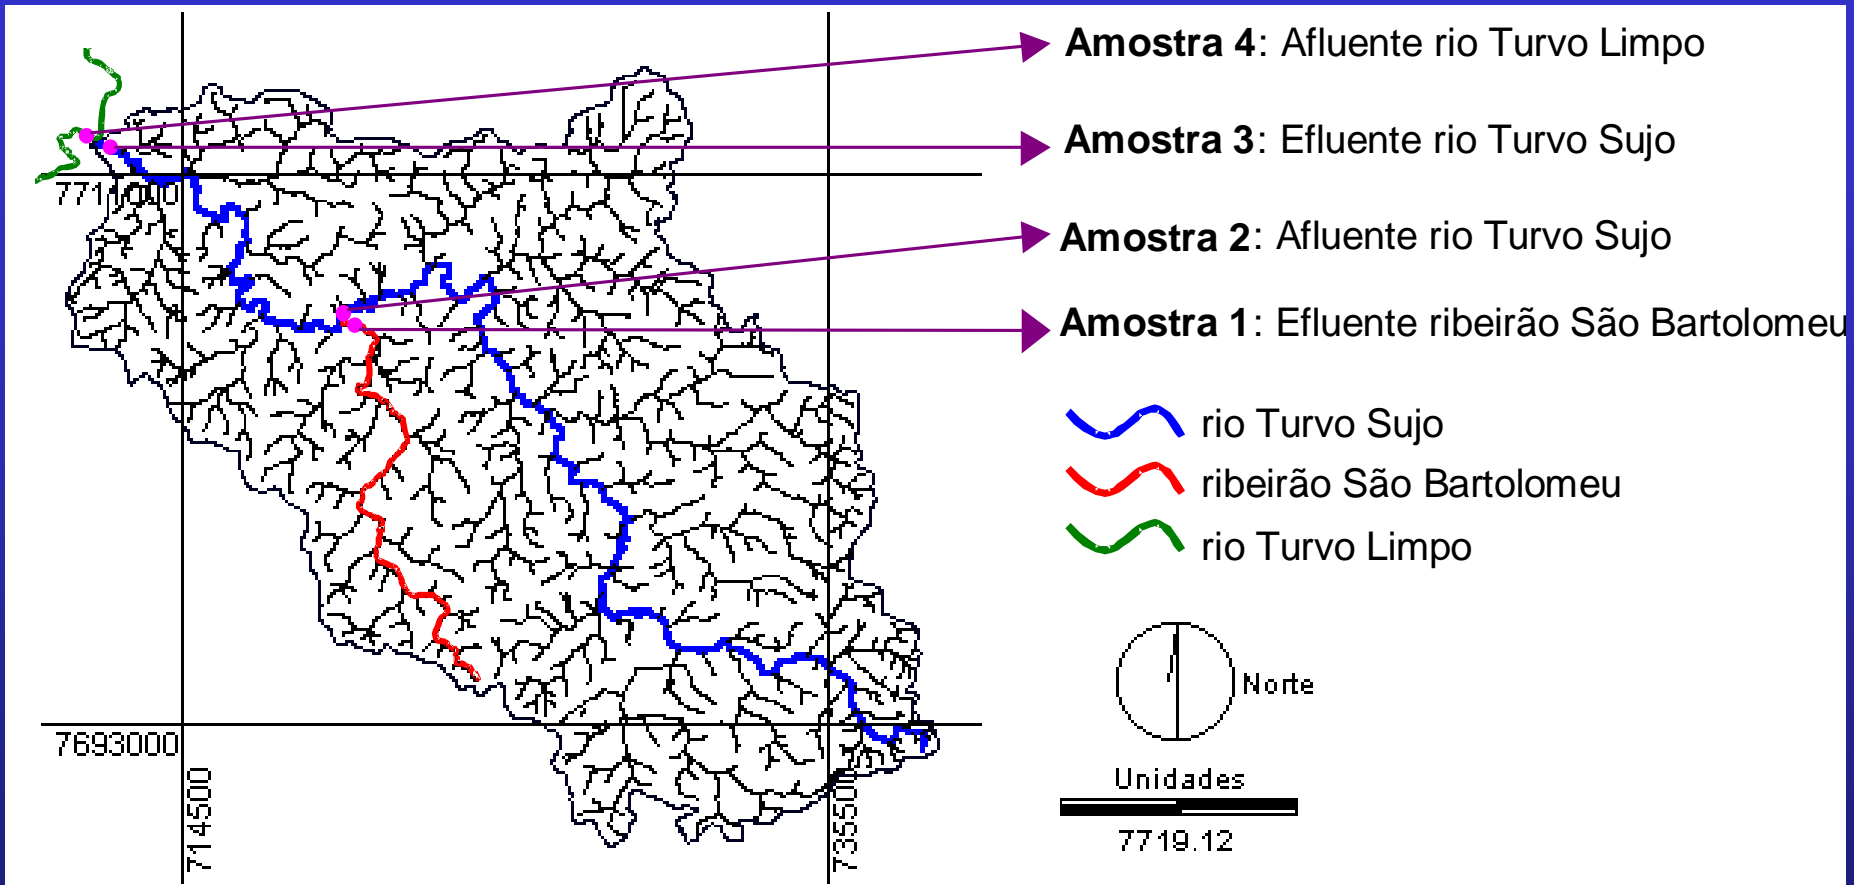 Amostra 4: Afluente rio Turvo Limpo
Amostra 3: Efluente rio Turvo Sujo
Amostra 2: Afluente rio Turvo Sujo
Amostra 1: Efluente ribeirão São Bartolomeu
rio Turvo Sujo
ribeirão São Bartolomeu
rio Turvo Limpo
Norte
Unidades
7719.12
7693000
714500